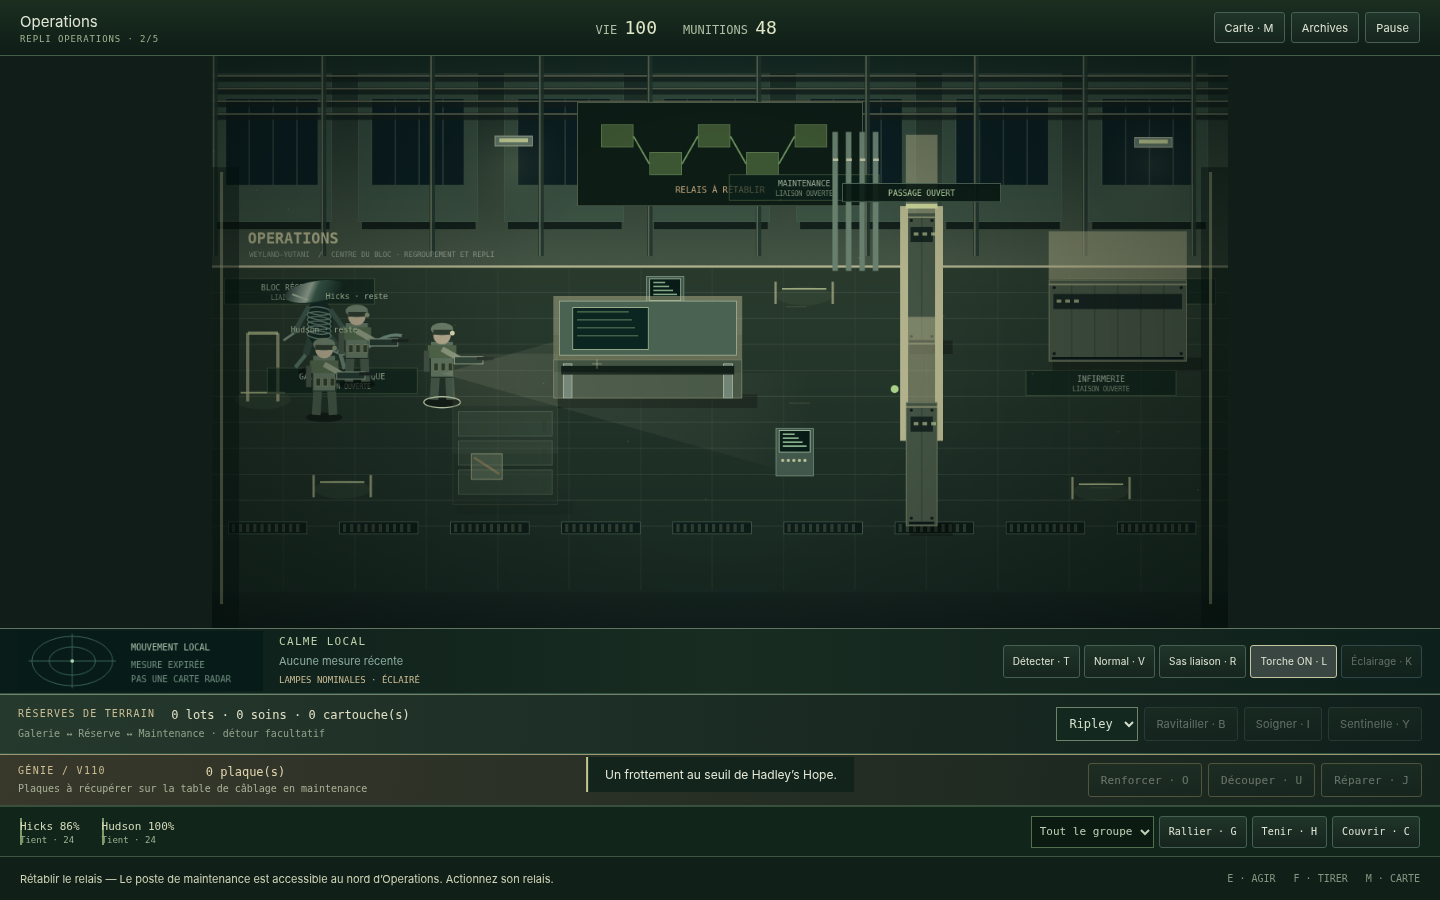 Operations
REPLI OPERATIONS · 2/5
VIE 100 MUNITIONS 48
Carte · M
Archives
Pause
RELAIS À RÉTABLIR
MAINTENANCE
LIAISON OUVERTE
PASSAGE OUVERT
OPERATIONS
WEYLAND-YUTANI / CENTRE DU BLOC · REGROUPEMENT ET REPLI
BLOC
Hicks · reste
Hudson · reste
OUVERTE
INFIRMERIE
LIAISON OUVERTE
MOUVEMENT LOCAL
MESURE EXPIRÉE
PAS UNE CARTE RADAR
CALME LOCAL
Aucune mesure récente
LAMPES NOMINALES · ÉCLAIRÉ
Détecter · T
Normal · V
Sas liaison · R
Torche ON · L
Éclairage · K
RÉSERVES DE TERRAIN 0 lots · 0 soins · 0 cartouche(s)
Galerie ↔ Réserve ↔ Maintenance · détour facultatif
Ripley
Ravitailler · B
Soigner · I
Sentinelle · Y
GÉNIE / V110 0 plaque(s)
Plaques à récupérer sur la table de câblage en maintenance
Un frottement au seuil de Hadley’s Hope.
Renforcer · O
Découper · U
Réparer · J
Hicks 86%
Tient · 24
Hudson 100%
Tient · 24
Tout le groupe
Rallier · G
Tenir · H
Couvrir · C
Rétablir le relais — Le poste de maintenance est accessible au nord d’Operations. Actionnez son relais.
E · AGIR F · TIRER M · CARTE